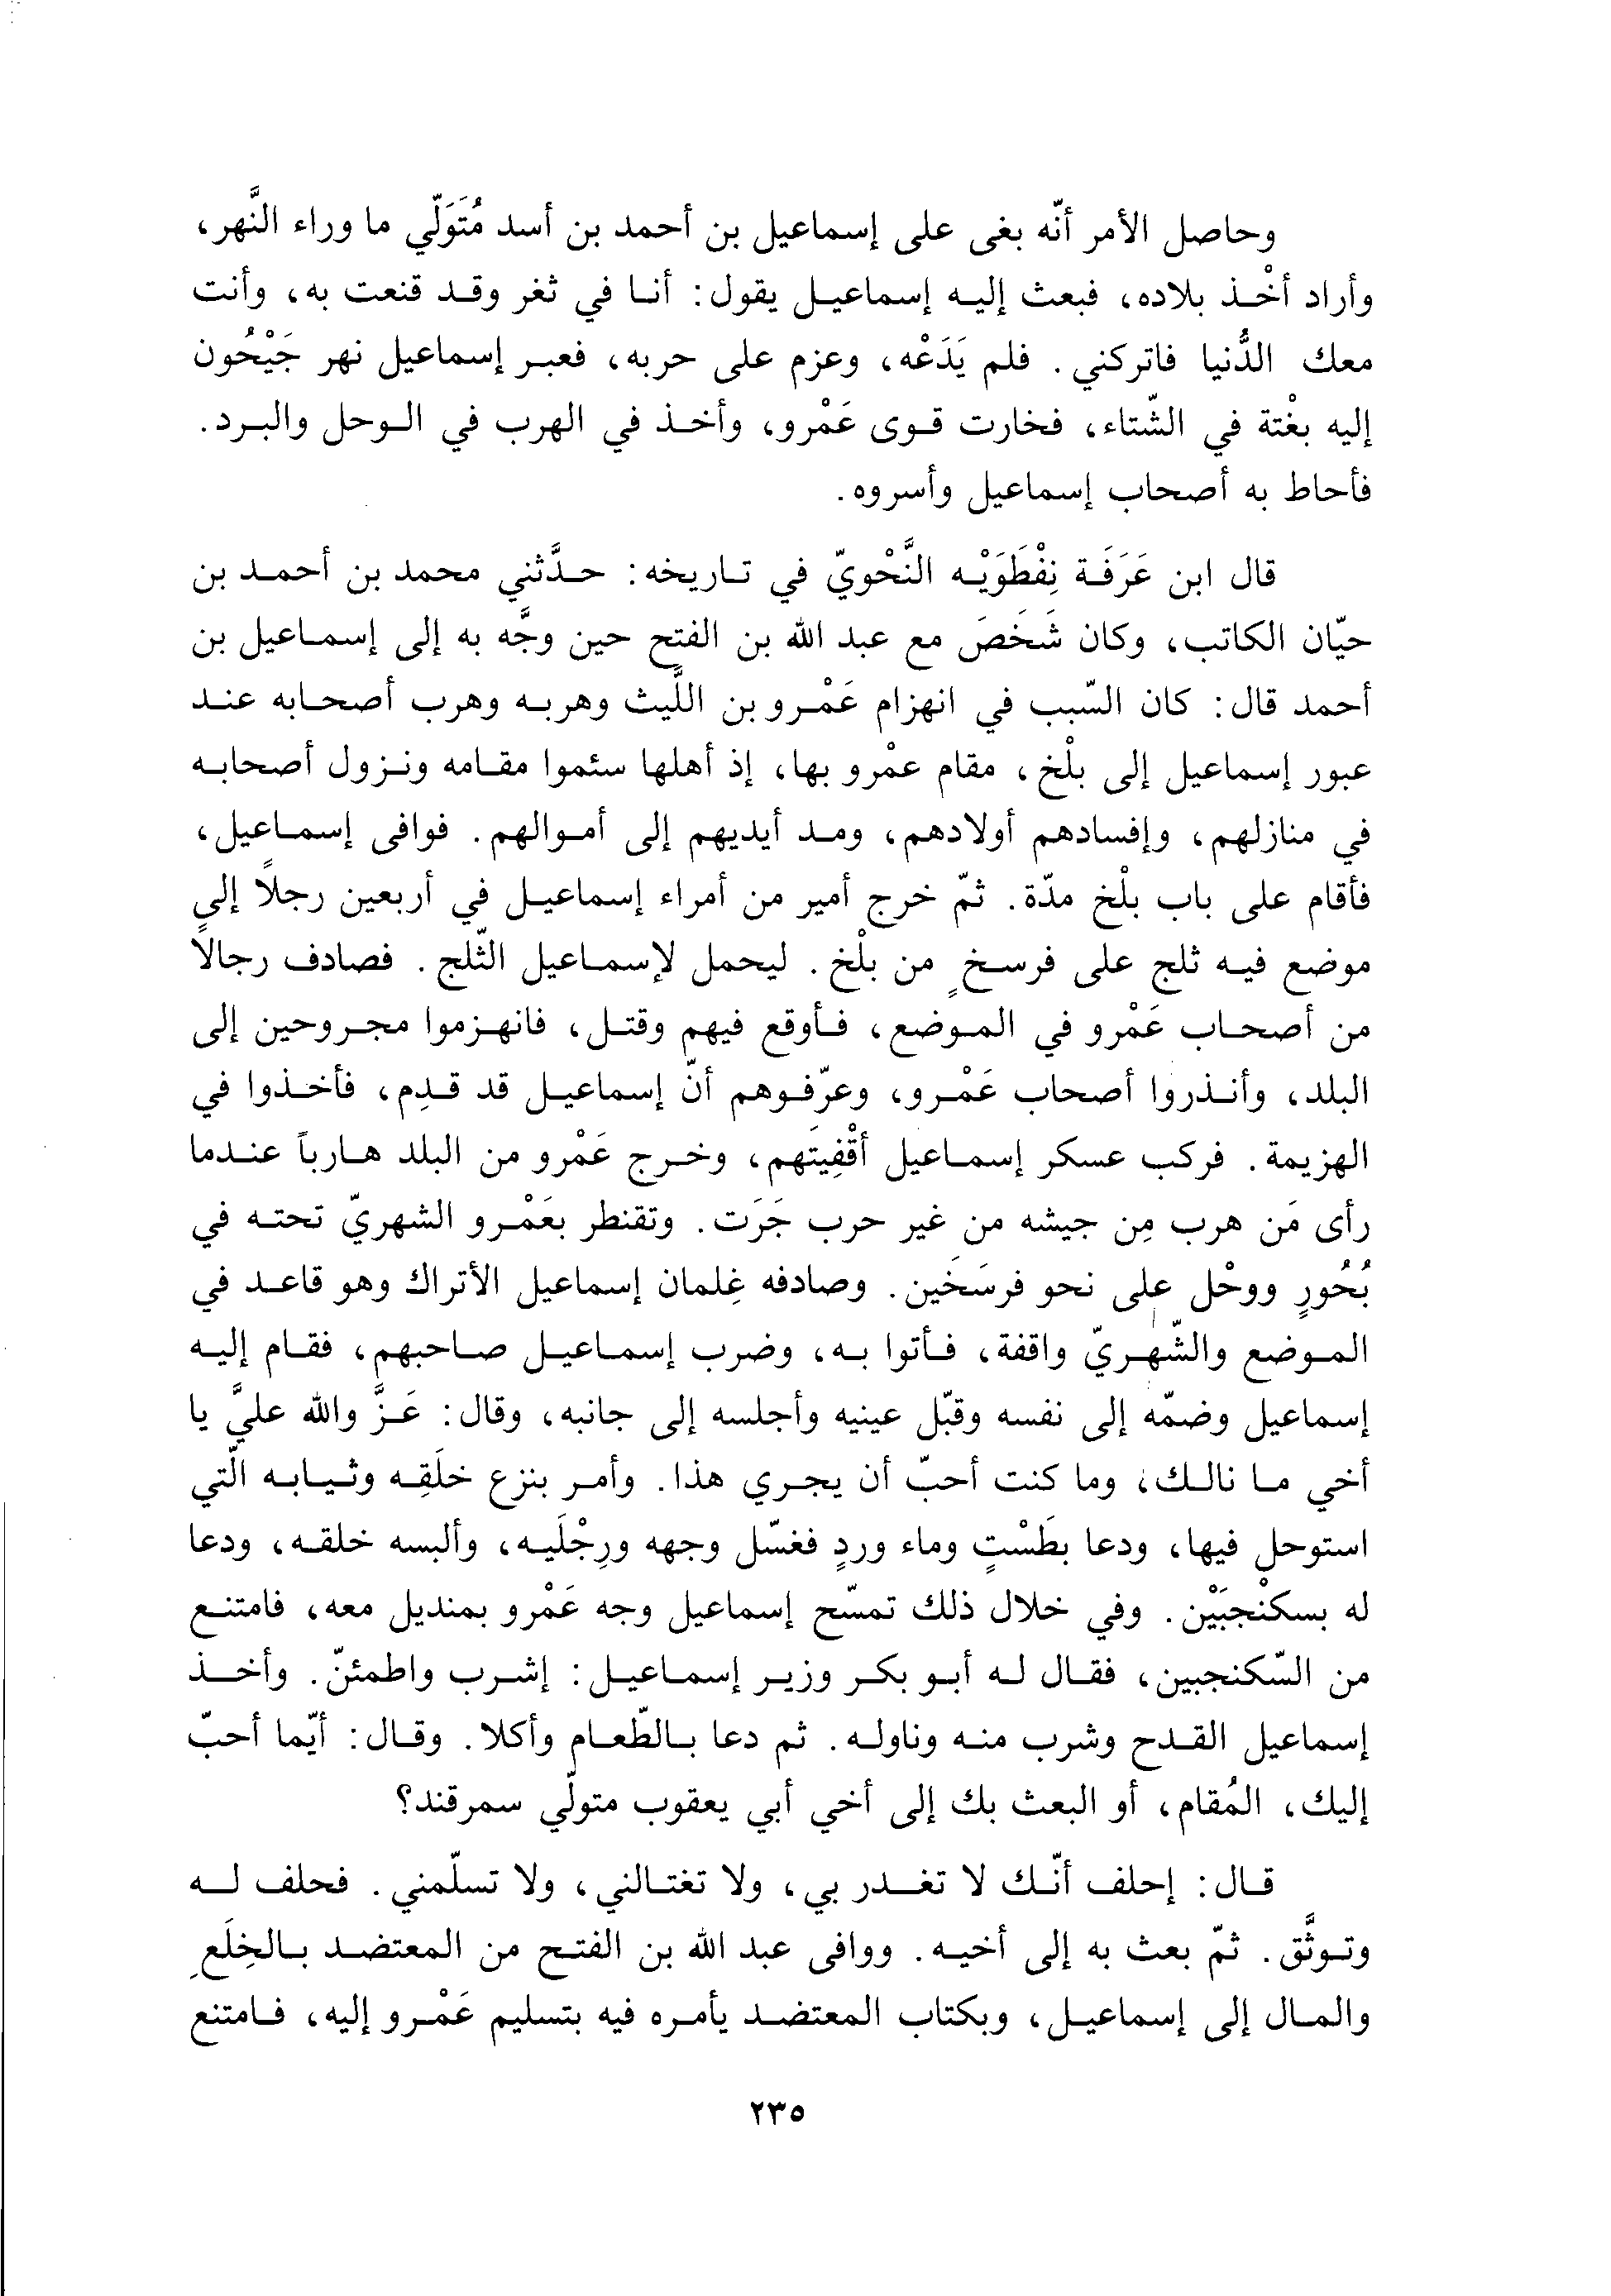 وحاصل الأمر أنّه بغى على إسماعيل بن أحمد بن أسد مُتَوَلّي ما وراء النَّهر،
وأراد أخْذ بلاده، فبعث إليه إسماعيل يقول: أنا في ثغر وقد قنعت به، وأنت
معك الدُّنيا فاتركني. فلم يَدَعْه، وعزم على حربه، فعبر إسماعيل نهر جَيْحُون
إليه بغْتة في الشّتاء، فخارت قوى عَمْرو، وأخذ في الهرب في الوحل والبرد.
فأحاط به أصحاب إسماعيل وأسروه.
قال ابن عَرَفَة نِفْطَوَيْه النَّحْويّ في تاريخه: حدَّثني محمد بن أحمد بن
حيّان الكاتب، وكان شَخَصَ مع عبد الله بن الفتح حين وجَّه به إلى إسماعيل بن
أحمد قال: كان السّبب في انهزام عَمْرو بن اللَّيث وهربه وهرب أصحابه عند
عبور إسماعيل إلى بلْخ، مقام عمْرو بها، إذ أهلها سئموا مقامه ونزول أصحابه
في منازلهم، وإفسادهم أولادهم، ومد أيديهم إلى أموالهم. فوافى إسماعيل،
فأقام على باب بلْخ مدّة. ثمّ خرج أمير من أمراء إسماعيل في أربعين رجلاً إلى
موضع فيه ثلج على فرسخٍ من بلْخ. ليحمل لإسماعيل الثّلج. فصادف رجالاً
من أصحاب عَمْرو في الموضع، فأوقع فيهم وقتل، فانهزموا مجروحين إلى
البلد، وأنذروا أصحاب عَمْرو، وعرّفوهم أنّ إسماعيل قد قدِم، فأخذوا في
الهزيمة. فركب عسكر إسماعيل أقْفِيَتَهم، وخرج عَمْرو من البلد هارباً عندما
رأى مَن هرب مِن جيشه من غير حرب جَرَت. وتقنطر بعَمْرو الشهريّ تحته في
بُحُورٍ ووحْل على نحو فرسَخَين. وصادفه غِلمان إسماعيل الأتراك وهو قاعد في
الموضع والشّهريّ واقفة، فأتوا به، وضرب إسماعيل صاحبهم، فقام إليه
إسماعيل وضمّه إلى نفسه وقبّل عينيه وأجلسه إلى جانبه، وقال: عَزَّ والله عليَّ يا
أخي ما نالك، وما كنت أحبّ أن يجري هذا. وأمر بنزع خلَقِه وثيابه الّتي
استوحل فيها، ودعا بطَسْتٍ وماء وردٍ فغسّل وجهه ورِجْلَيه، وألبسه خلقه، ودعا
له بسكنْجبَيْن. وفي خلال ذلك تمسّح إسماعيل وجه عَمْرو بمنديل معه، فامتنع
من السّكنجبين، فقال له أبو بكر وزير إسماعيل: إشرب واطمئنّ. وأخذ
إسماعيل القدح وشرب منه وناوله. ثم دعا بالطّعام وأكلا. وقال: أيّما أحبّ
إليك، المُقام، أو البعث بك إلى أخي أبي يعقوب متولّي سمرقند؟
قال: إحلف أنّك لا تغدر بي، ولا تغتالني، ولا تسلّمني. فحلف له
وتوثَّق. ثمّ بعث به إلى أخيه. ووافى عبد الله بن الفتح من المعتضد بالخِلَعِ
والمال إلى إسماعيل، وبكتاب المعتضد يأمره فيه بتسليم عَمْرو إليه، فامتنع
٢٣٥